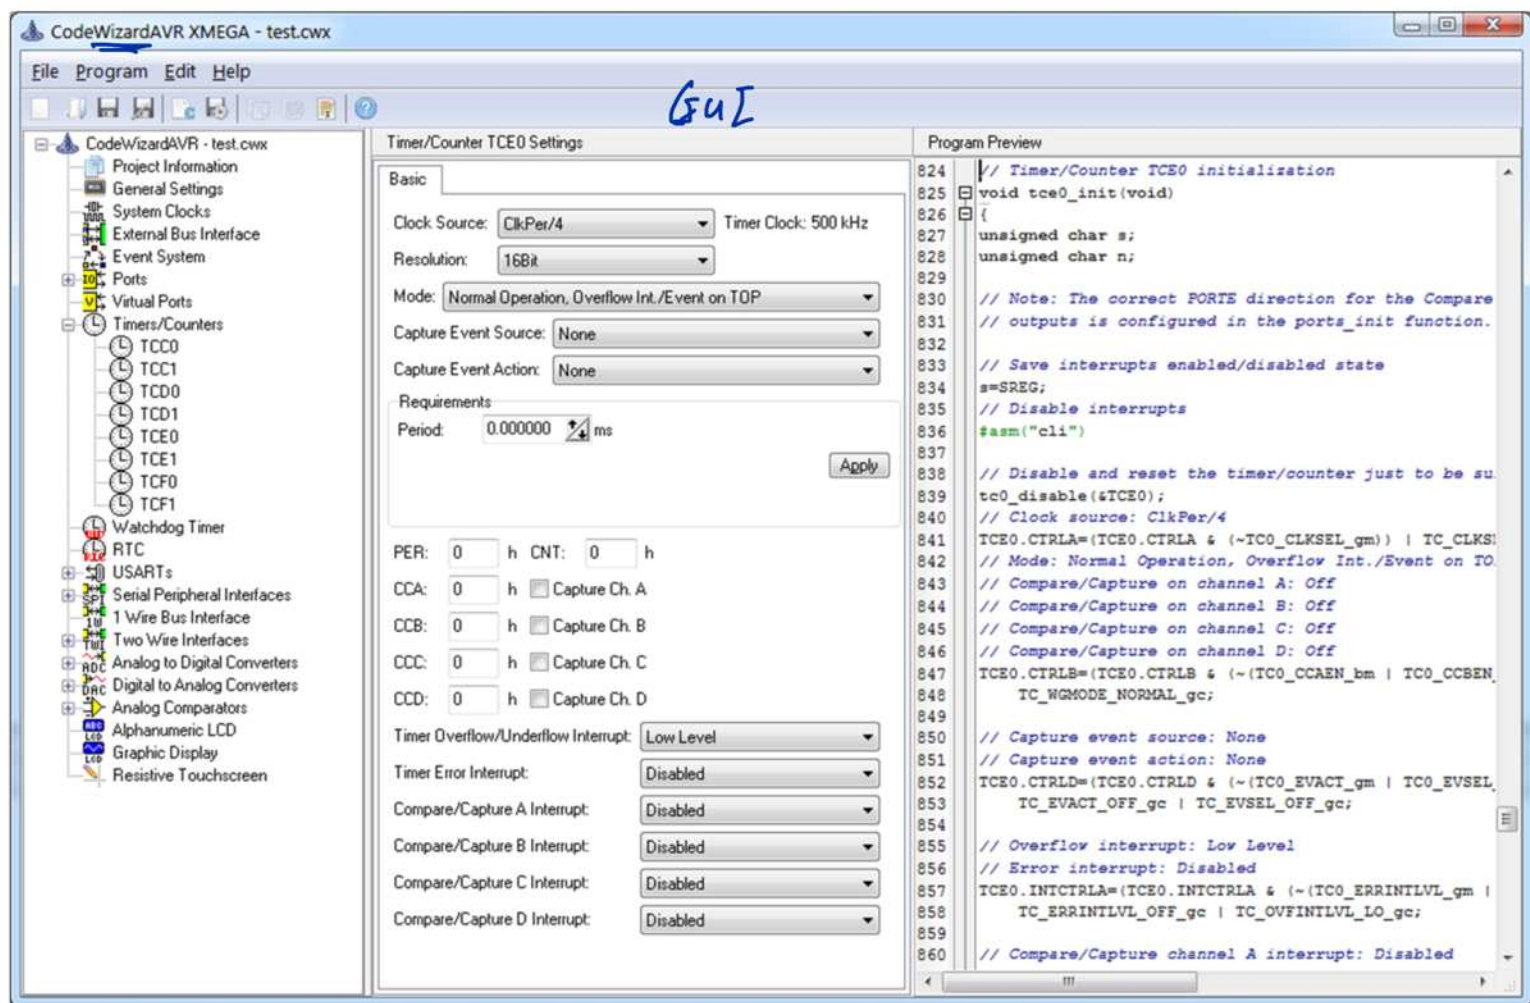 CodeWizardAVR XMEGA - test.cwx
File Program Edit Help
GUI
CodeWizardAVR - test.cwx
Project Information
General Settings
System Clocks
External Bus Interface
Event System
Ports
Virtual Ports
Timers/Counters
TCC0
TCC1
TCD0
TCD1
TCE0
TCE1
TCF0
TCF1
Watchdog Timer
RTC
USARTs
Serial Peripheral Interfaces
1 Wire Bus Interface
Two Wire Interfaces
Analog to Digital Converters
Digital to Analog Converters
Analog Comparators
Alphanumeric LCD
Graphic Display
Resistive Touchscreen
Timer/Counter TCE0 Settings
Basic
Clock Source: ClkPer/4 Timer Clock: 500 kHz
Resolution: 16Bit
Mode: Normal Operation, Overflow Int./Event on TOP
Capture Event Source: None
Capture Event Action: None
Requirements
Period: 0.000000 ms
Apply
PER: 0 h CNT: 0 h
CCA: 0 h Capture Ch. A
CCB: 0 h Capture Ch. B
CCC: 0 h Capture Ch. C
CCD: 0 h Capture Ch. D
Timer Overflow/Underflow Interrupt: Low Level
Timer Error Interrupt: Disabled
Compare/Capture A Interrupt: Disabled
Compare/Capture B Interrupt: Disabled
Compare/Capture C Interrupt: Disabled
Compare/Capture D Interrupt: Disabled
Program Preview
824 // Timer/Counter TCE0 initialization
825 void tce0_init(void)
826 {
827 unsigned char s;
828 unsigned char n;
829
830 // Note: The correct PORTE direction for the Compare
831 // outputs is configured in the ports_init function.
832
833 // Save interrupts enabled/disabled state
834 s=SREG;
835 // Disable interrupts
836 #asm("cli")
837
838 // Disable and reset the timer/counter just to be su
839 tc0_disable(&TCE0);
840 // Clock source: ClkPer/4
841 TCE0.CTRLA=(TCE0.CTRLA & (~TC0_CLKSEL_gm)) | TC_CLKS
842 // Mode: Normal Operation, Overflow Int./Event on TO
843 // Compare/Capture on channel A: Off
844 // Compare/Capture on channel B: Off
845 // Compare/Capture on channel C: Off
846 // Compare/Capture on channel D: Off
847 TCE0.CTRLB=(TCE0.CTRLB & (~(TC0_CCAEN_bm | TC0_CCBEN_
848 TC_WGMODE_NORMAL_gc;
849
850 // Capture event source: None
851 // Capture event action: None
852 TCE0.CTRLD=(TCE0.CTRLD & (~(TC0_EVACT_gm | TC0_EVSEL_
853 TC_EVACT_OFF_gc | TC_EVSEL_OFF_gc;
854
855 // Overflow interrupt: Low Level
856 // Error interrupt: Disabled
857 TCE0.INTCTRLA=(TCE0.INTCTRLA & (~(TC0_ERRINTLVL_gm |
858 TC_ERRINTLVL_OFF_gc | TC_OVFINTLVL_LO_gc;
859
860 // Compare/Capture channel A interrupt: Disabled